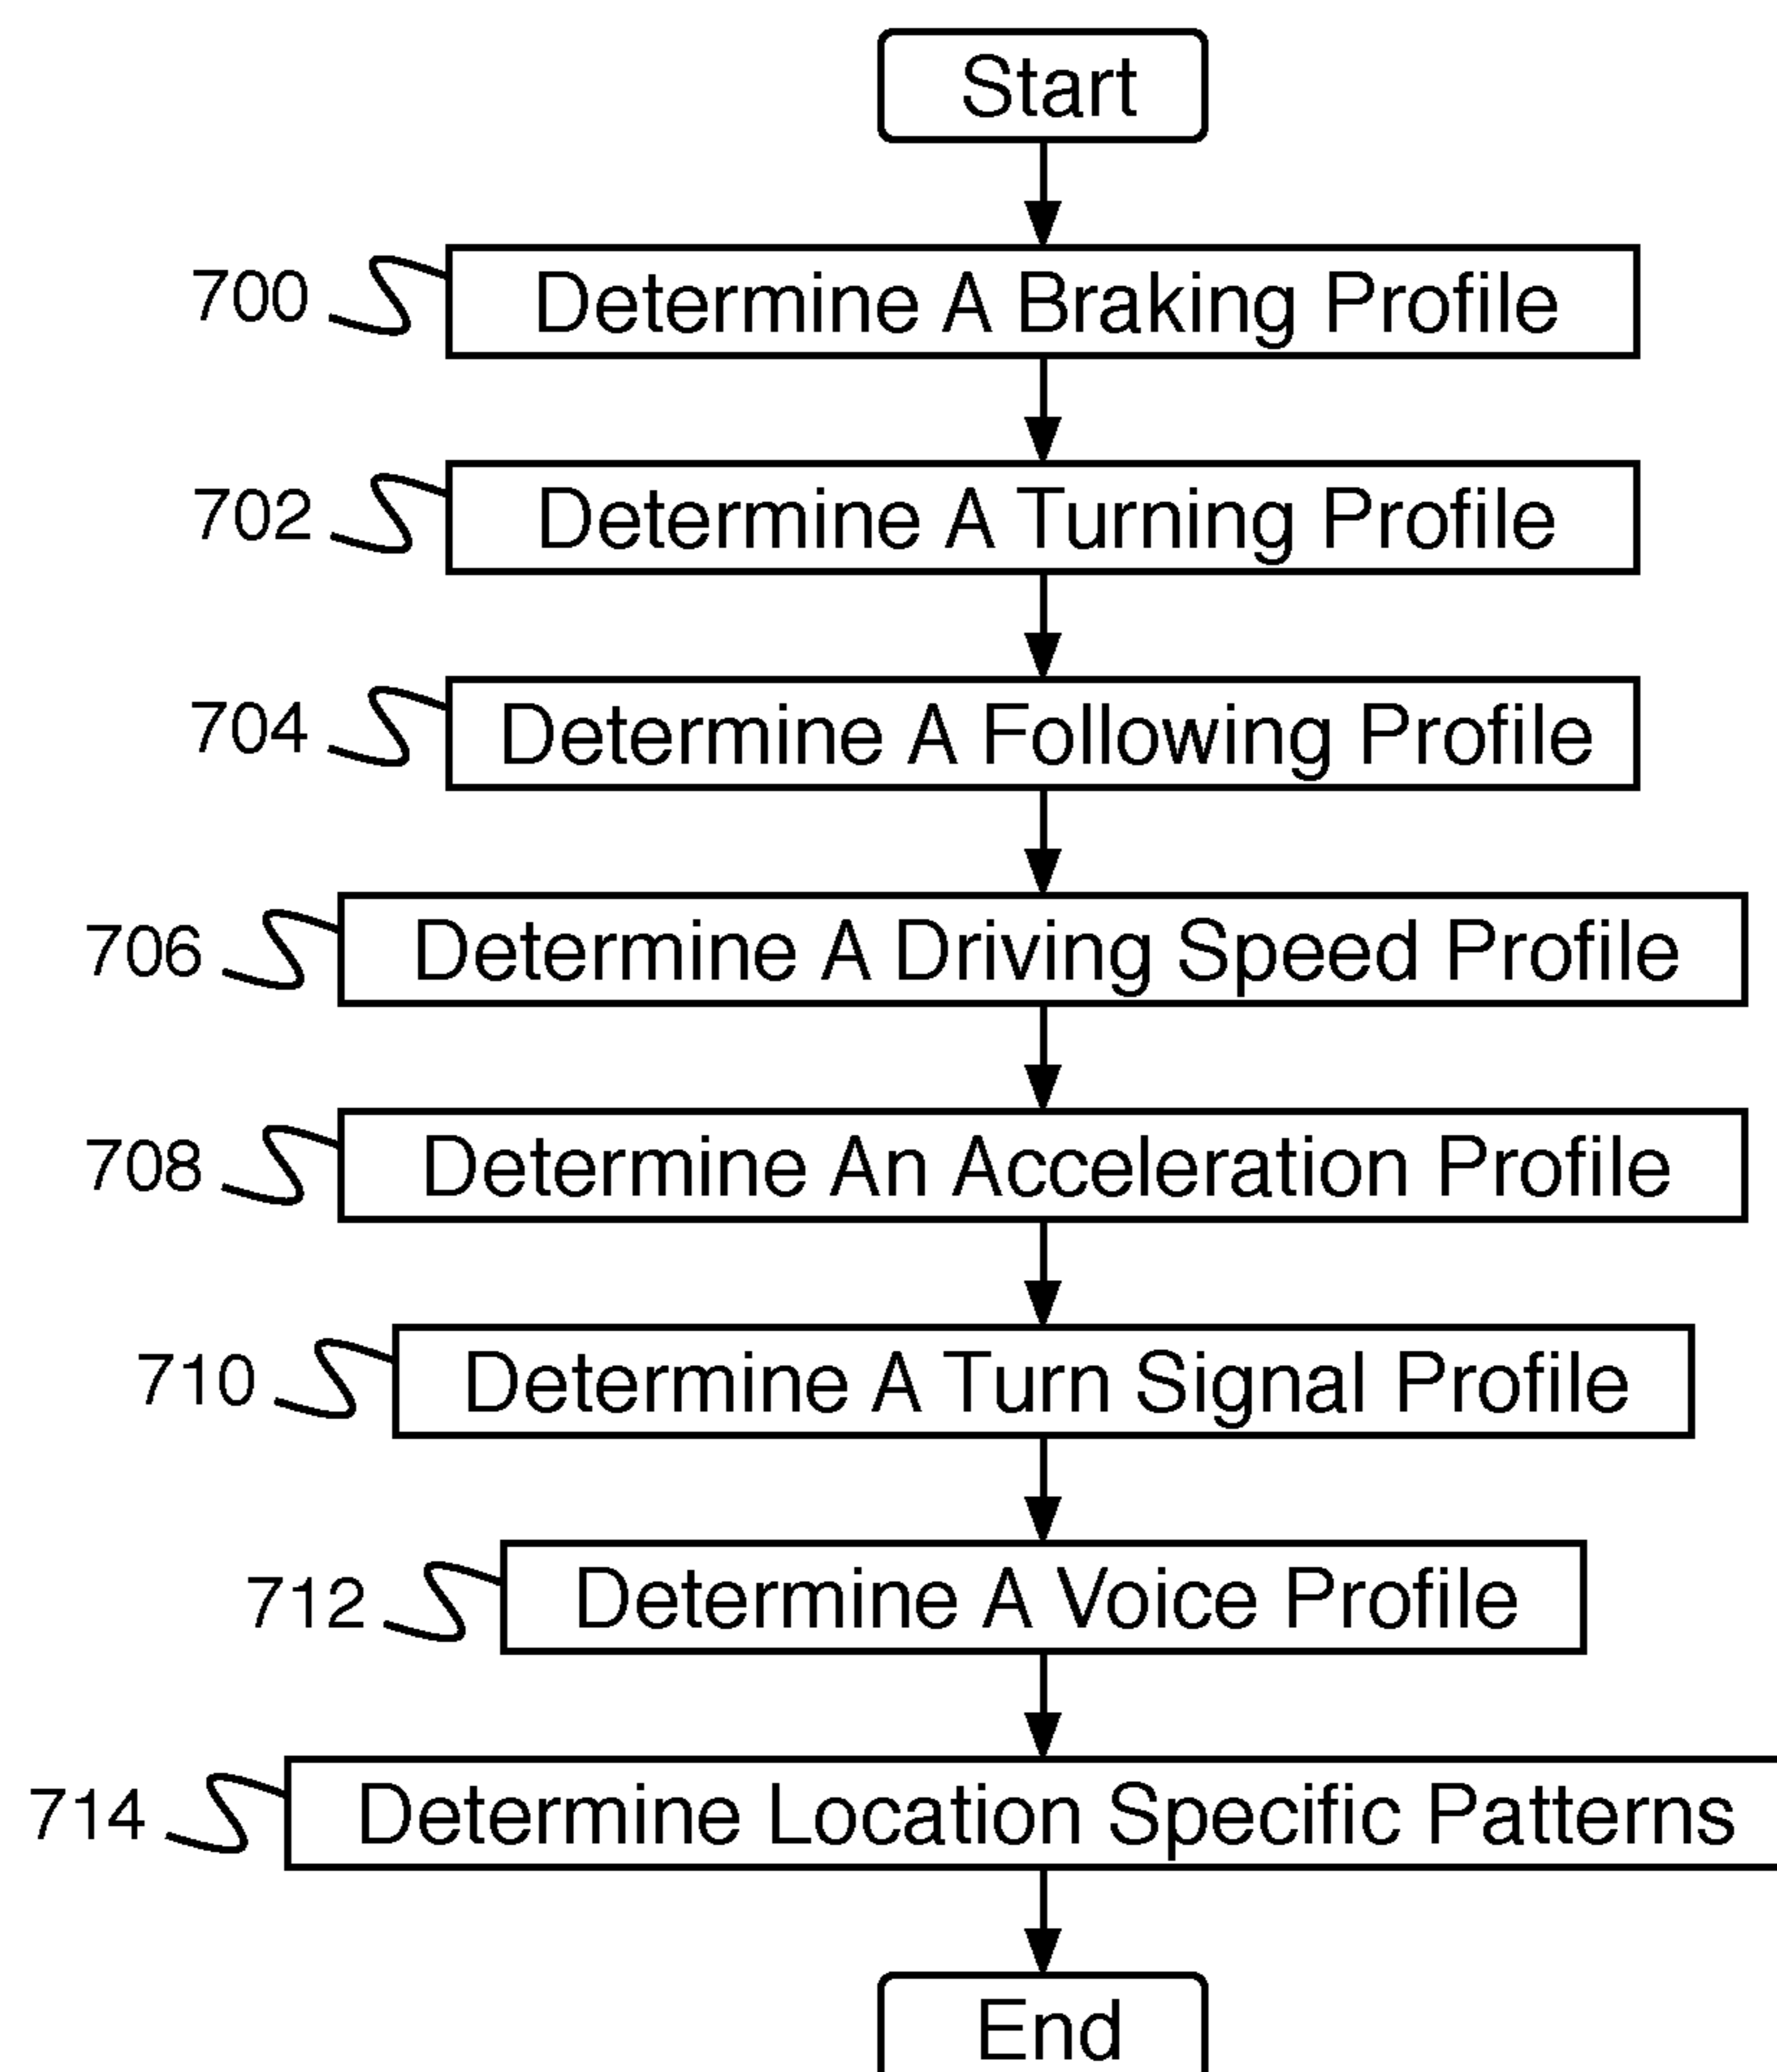 Start
700 Determine A Braking Profile
702 Determine A Turning Profile
704 Determine A Following Profile
706 Determine A Driving Speed Profile
708 Determine An Acceleration Profile
710 Determine A Turn Signal Profile
712 Determine A Voice Profile
714 Determine Location Specific Patterns
End